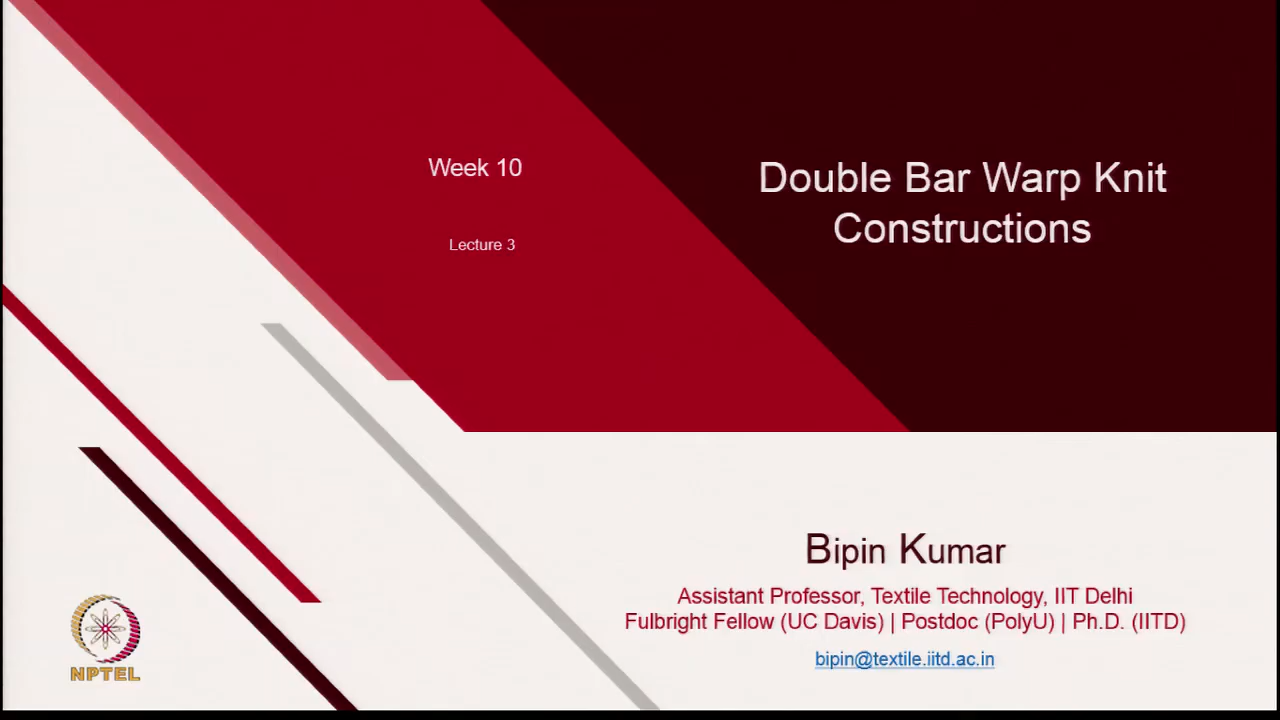 Week 10
Lecture 3
Double Bar Warp Knit
Constructions
Bipin Kumar
Assistant Professor, Textile Technology, IIT Delhi
Fulbright Fellow (UC Davis) | Postdoc (PolyU) | Ph.D. (IITD)
bipin@textile.iitd.ac.in
NPTEL